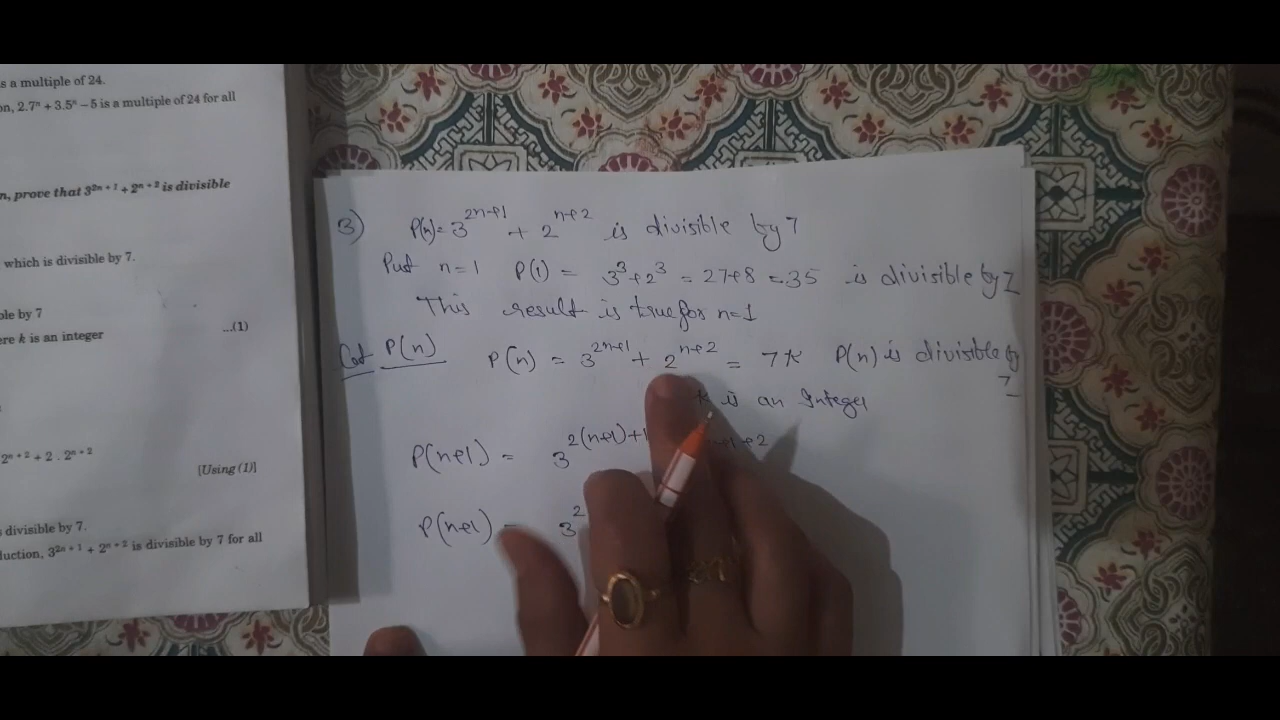 s a multiple of 24.
on, 2.7ⁿ + 3.5ⁿ – 5 is a multiple of 24 for all
n, prove that 3²ⁿ⁺¹ + 2ⁿ⁺² is divisible
which is divisible by 7.
ble by 7
ere k is an integer ...(1)
2ⁿ⁺² + 2 . 2ⁿ⁺²
[Using (1)]
s divisible by 7.
duction, 3²ⁿ⁺¹ + 2ⁿ⁺² is divisible by 7 for all
3) P(n)= 3²ⁿ⁺¹ + 2ⁿ⁺² is divisible by 7
Put n=1 P(1) = 3³+2³ = 27+8 = 35 is divisible by 7
This result is true for n=1
P(n) P(n) = 3²ⁿ⁺¹ + 2ⁿ⁺² = 7k P(n) is divisible by
7
k is an Integer
P(n+1) = 3²⁽ⁿ⁺¹⁾⁺¹ ⁿ⁺¹⁺²
P(n+1) = 3²